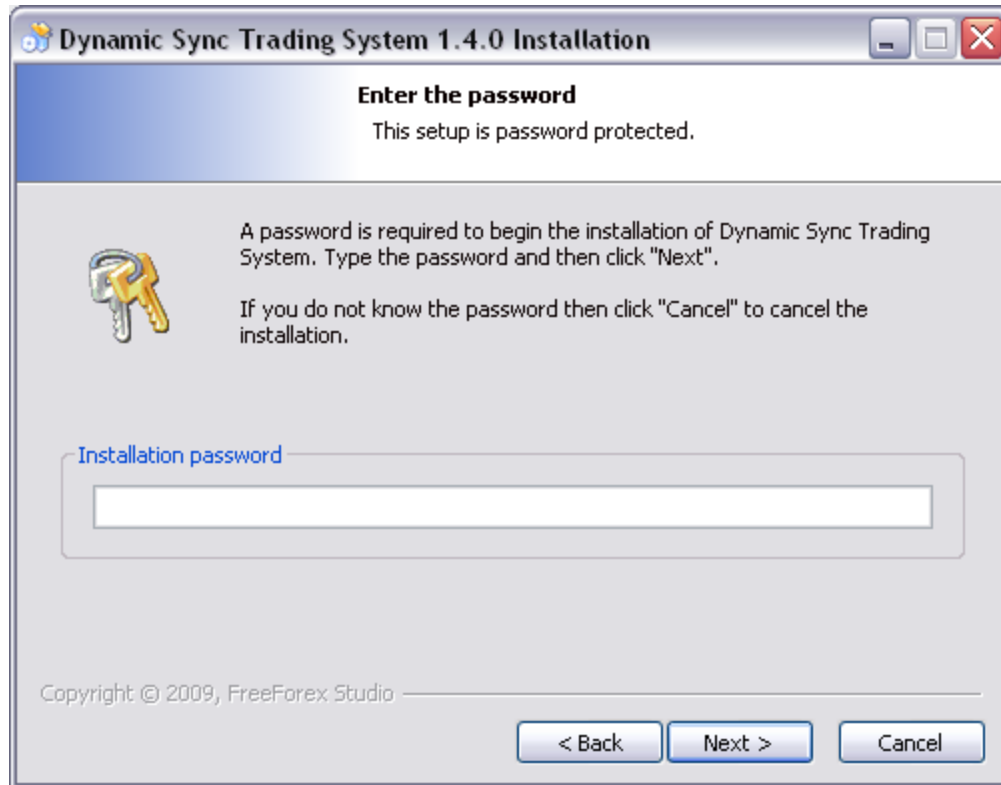 Dynamic Sync Trading System 1.4.0 Installation
Enter the password
This setup is password protected.
A password is required to begin the installation of Dynamic Sync Trading
System. Type the password and then click "Next".
If you do not know the password then click "Cancel" to cancel the
installation.
Installation password
Copyright © 2009, FreeForex Studio
< Back
Next >
Cancel